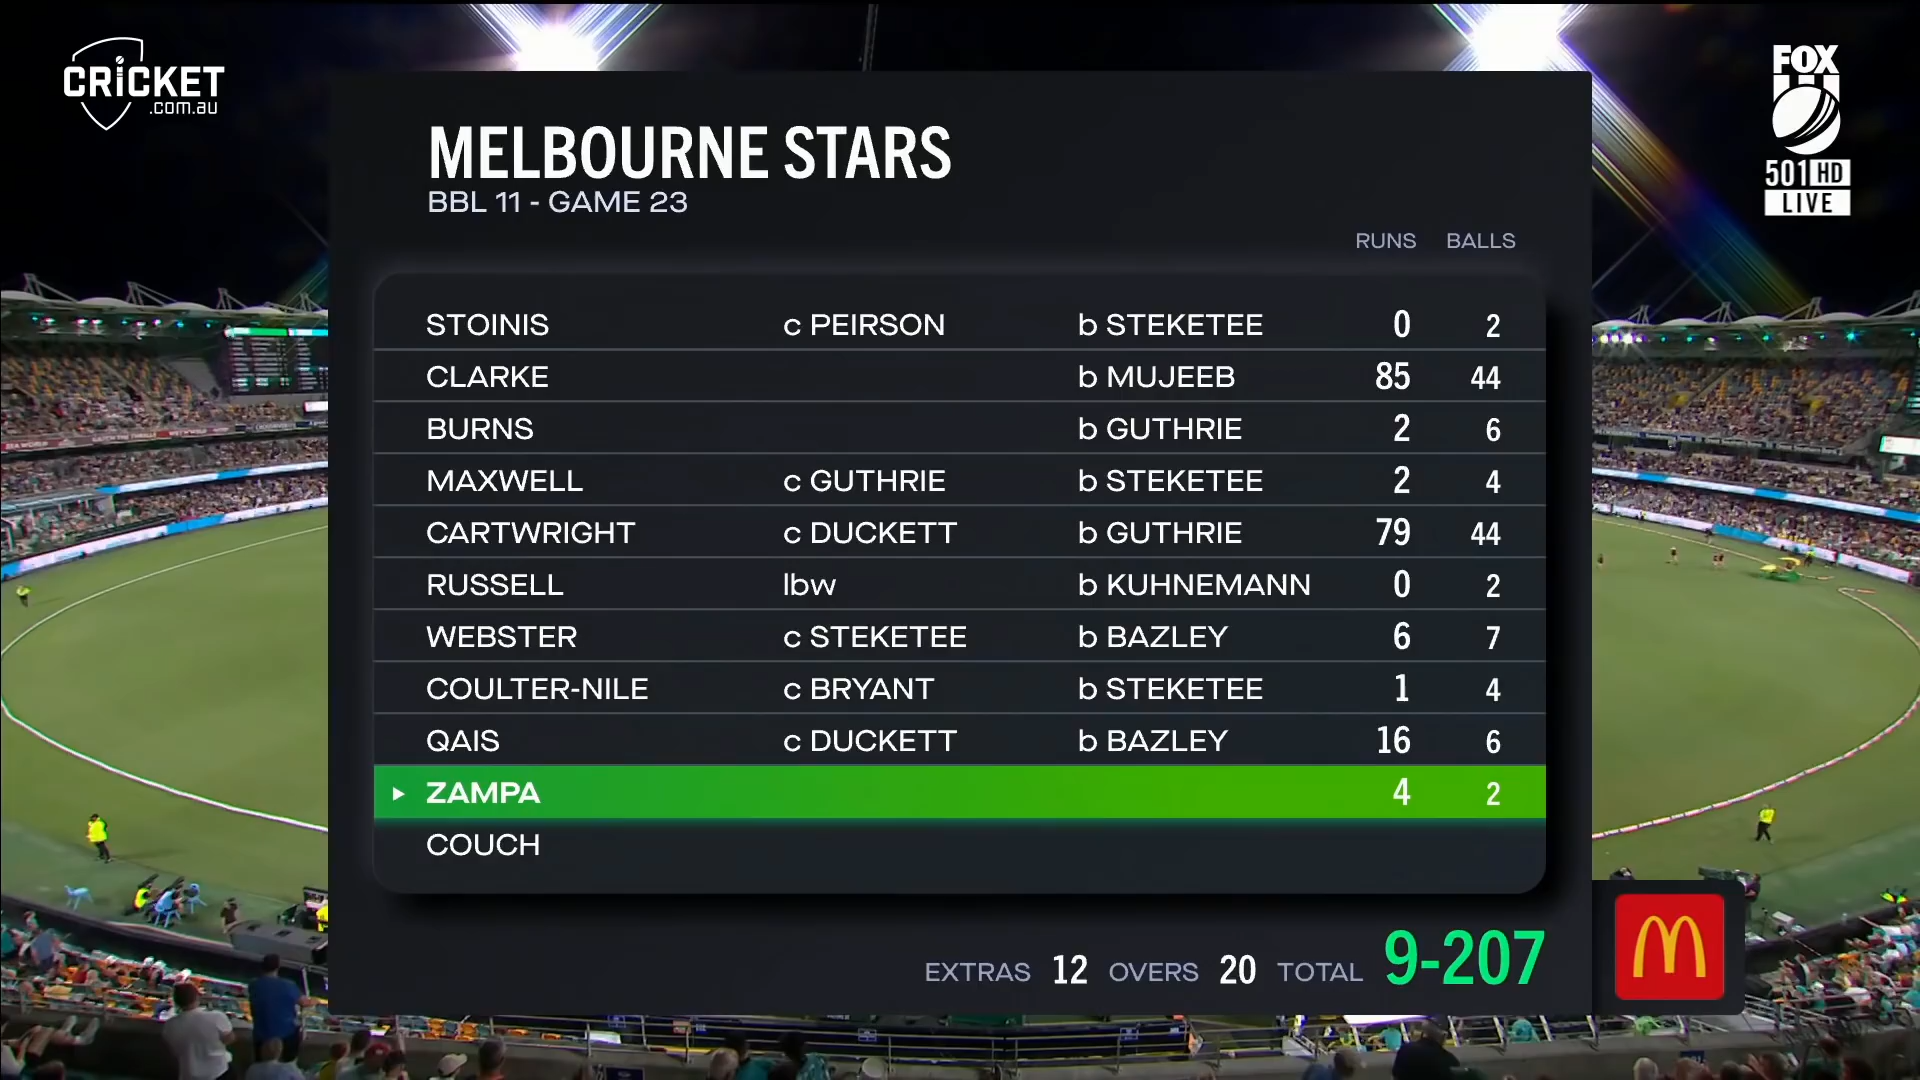 CRICKET
.com.au
FOX
501 HD
LIVE
MELBOURNE STARS
BBL 11 - GAME 23
RUNS BALLS
STOINIS c PEIRSON b STEKETEE 0 2
CLARKE b MUJEEB 85 44
BURNS b GUTHRIE 2 6
MAXWELL c GUTHRIE b STEKETEE 2 4
CARTWRIGHT c DUCKETT b GUTHRIE 79 44
RUSSELL lbw b KUHNEMANN 0 2
WEBSTER c STEKETEE b BAZLEY 6 7
COULTER-NILE c BRYANT b STEKETEE 1 4
QAIS c DUCKETT b BAZLEY 16 6
ZAMPA 4 2
COUCH
EXTRAS 12 OVERS 20 TOTAL 9-207